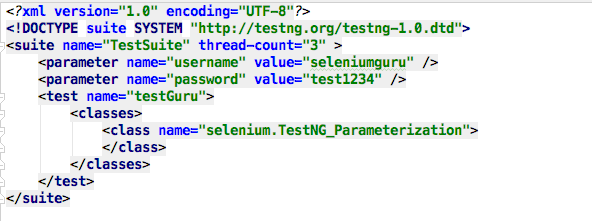 <?xml version="1.0" encoding="UTF-8"?>
<!DOCTYPE suite SYSTEM "http://testng.org/testng-1.0.dtd">
<suite name="TestSuite" thread-count="3" >
<parameter name="username" value="seleniumguru" />
<parameter name="password" value="test1234" />
<test name="testGuru">
<classes>
<class name="selenium.TestNG_Parameterization">
</class>
</classes>
</test>
</suite>